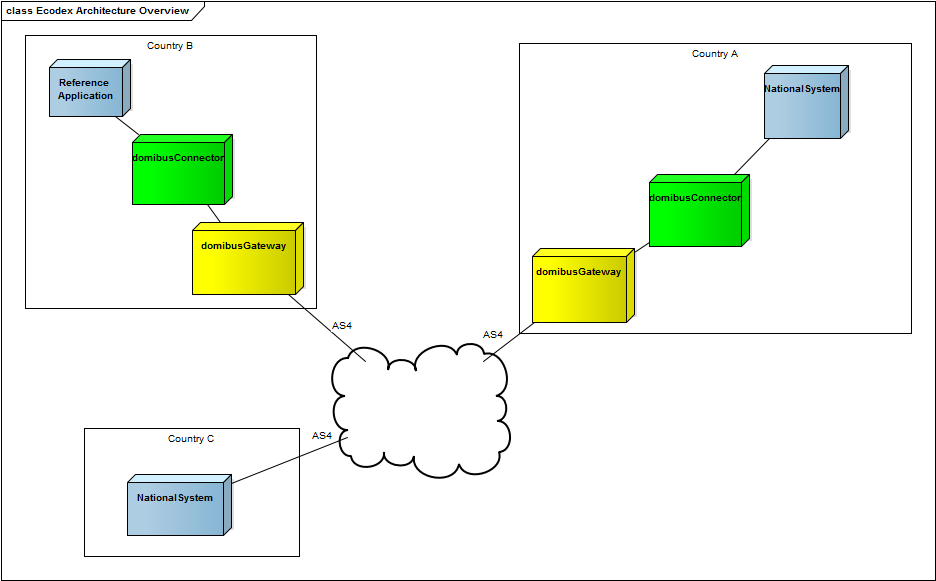 class Ecodex Architecture Overview
Country B
Reference
Application
domibusConnector
domibusGateway
Country A
NationalSystem
domibusConnector
domibusGateway
AS4
AS4
AS4
Country C
NationalSystem